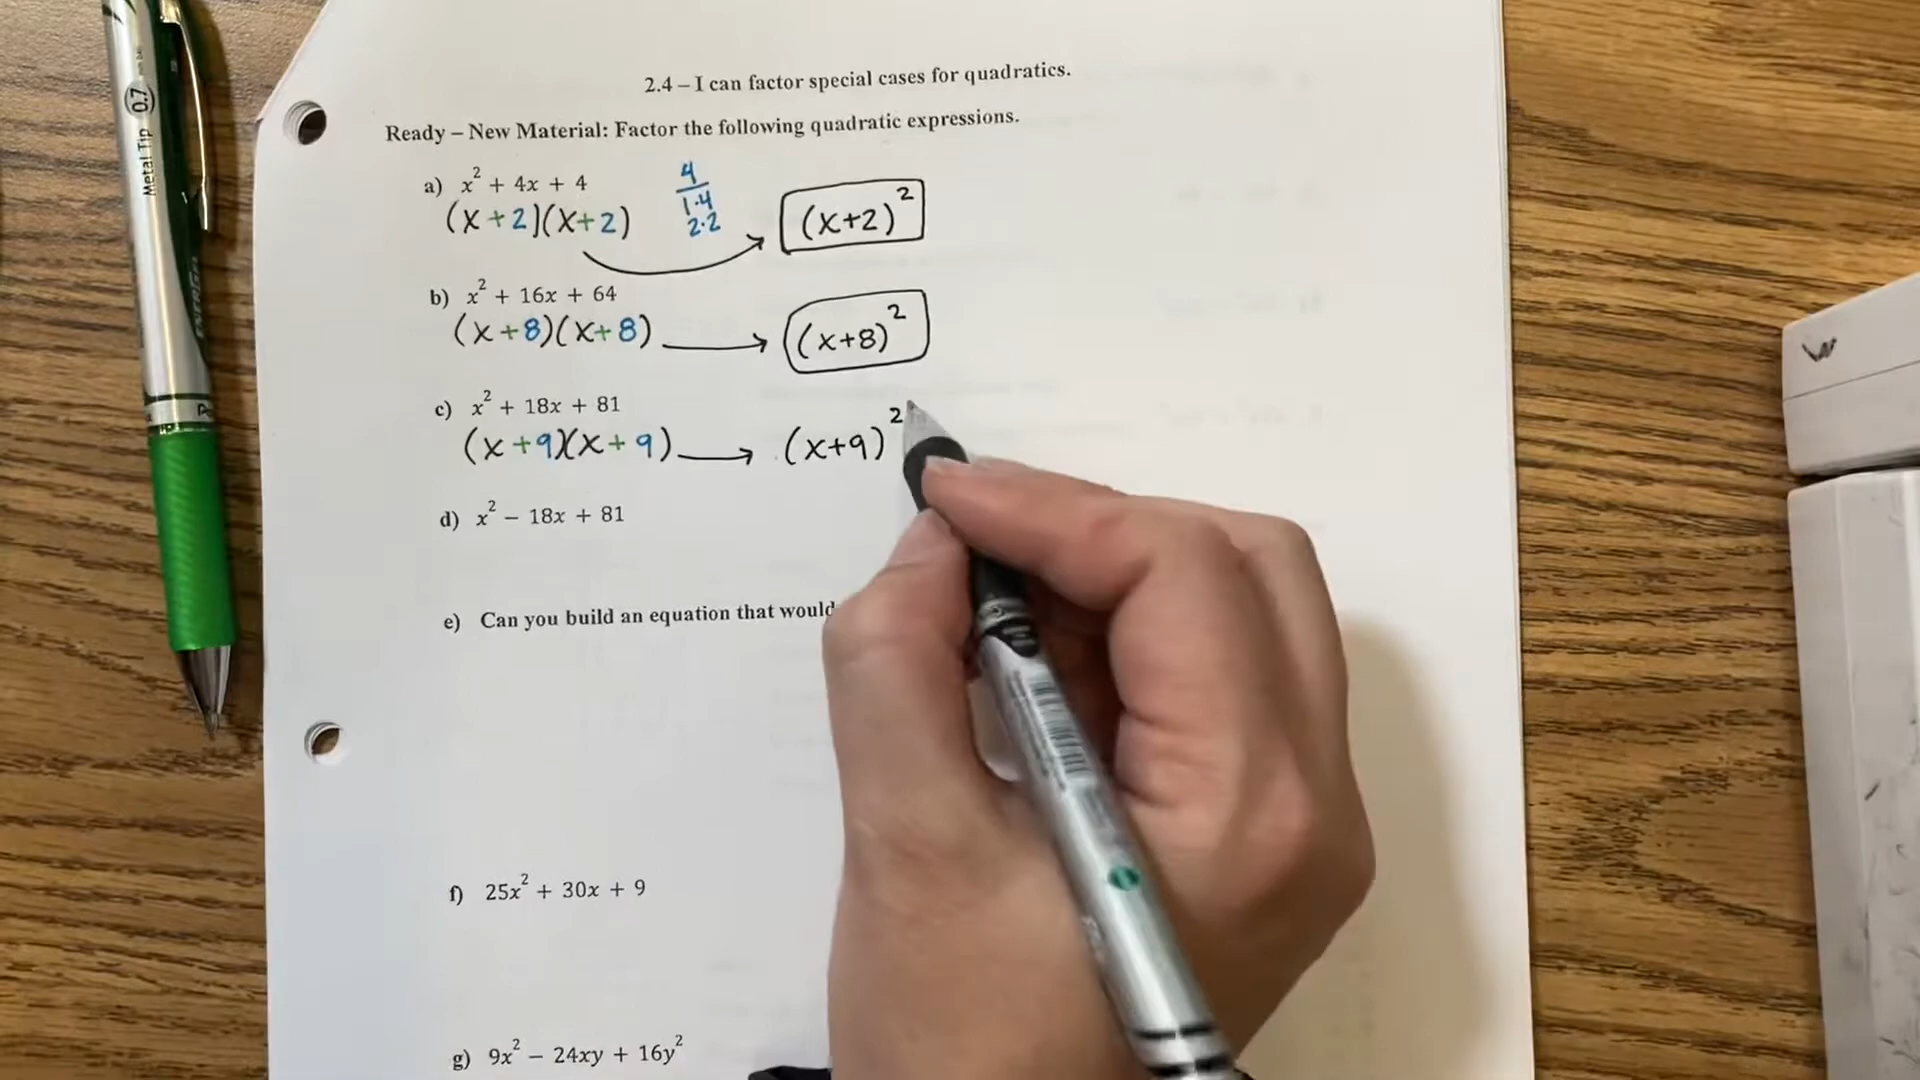 2.4 – I can factor special cases for quadratics.
Ready – New Material: Factor the following quadratic expressions.
a) x² + 4x + 4
(x+2)(x+2)
4
1·4
2·2
(x+2)²
b) x² + 16x + 64
(x+8)(x+8)
(x+8)²
c) x² + 18x + 81
(x+9)(x+9)
(x+9)²
d) x² – 18x + 81
e) Can you build an equation that would
f) 25x² + 30x + 9
g) 9x² – 24xy + 16y²
Metal Tip 0.7